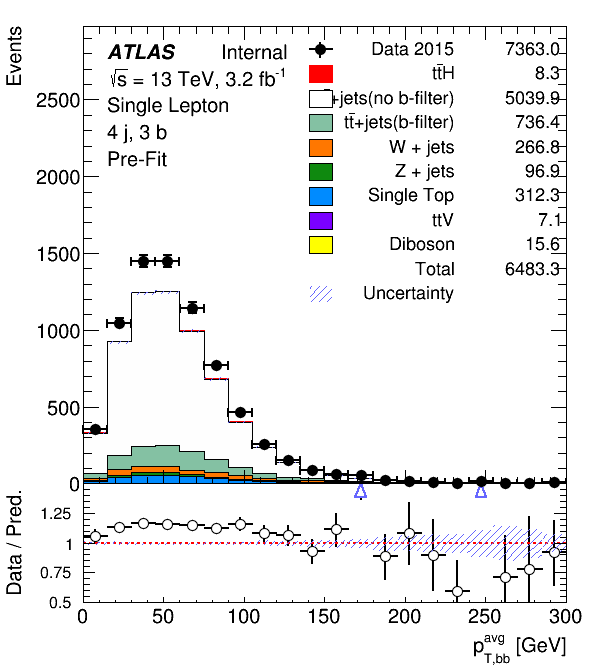 Events
ATLAS Internal
√s = 13 TeV, 3.2 fb-1
Single Lepton
4 j, 3 b
Pre-Fit
Data 2015 7363.0
tt̄H 8.3
+jets(no b-filter) 5039.9
tt̄+jets(b-filter) 736.4
W + jets 266.8
Z + jets 96.9
Single Top 312.3
ttV 7.1
Diboson 15.6
Total 6483.3
Uncertainty
2500
2000
1500
1000
500
0
Data / Pred.
1.25
1
0.75
0.5
0 50 100 150 200 250 300
p avg T,bb [GeV]